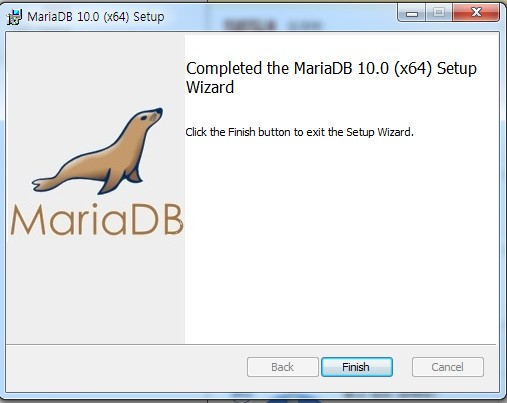 MariaDB 10.0 (x64) Setup
Completed the MariaDB 10.0 (x64) Setup
Wizard
Click the Finish button to exit the Setup Wizard.
MariaDB
Back
Finish
Cancel